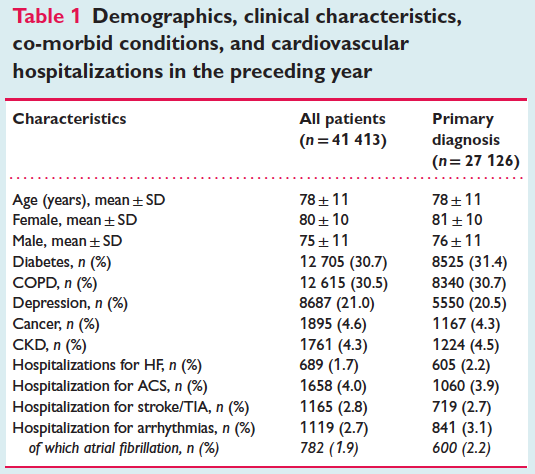 Table 1 Demographics, clinical characteristics,
co-morbid conditions, and cardiovascular
hospitalizations in the preceding year
Characteristics All patients Primary
(n = 41 413) diagnosis
(n = 27 126)
Age (years), mean ± SD 78 ± 11 78 ± 11
Female, mean ± SD 80 ± 10 81 ± 10
Male, mean ± SD 75 ± 11 76 ± 11
Diabetes, n (%) 12 705 (30.7) 8525 (31.4)
COPD, n (%) 12 615 (30.5) 8340 (30.7)
Depression, n (%) 8687 (21.0) 5550 (20.5)
Cancer, n (%) 1895 (4.6) 1167 (4.3)
CKD, n (%) 1761 (4.3) 1224 (4.5)
Hospitalizations for HF, n (%) 689 (1.7) 605 (2.2)
Hospitalization for ACS, n (%) 1658 (4.0) 1060 (3.9)
Hospitalization for stroke/TIA, n (%) 1165 (2.8) 719 (2.7)
Hospitalization for arrhythmias, n (%) 1119 (2.7) 841 (3.1)
of which atrial fibrillation, n (%) 782 (1.9) 600 (2.2)